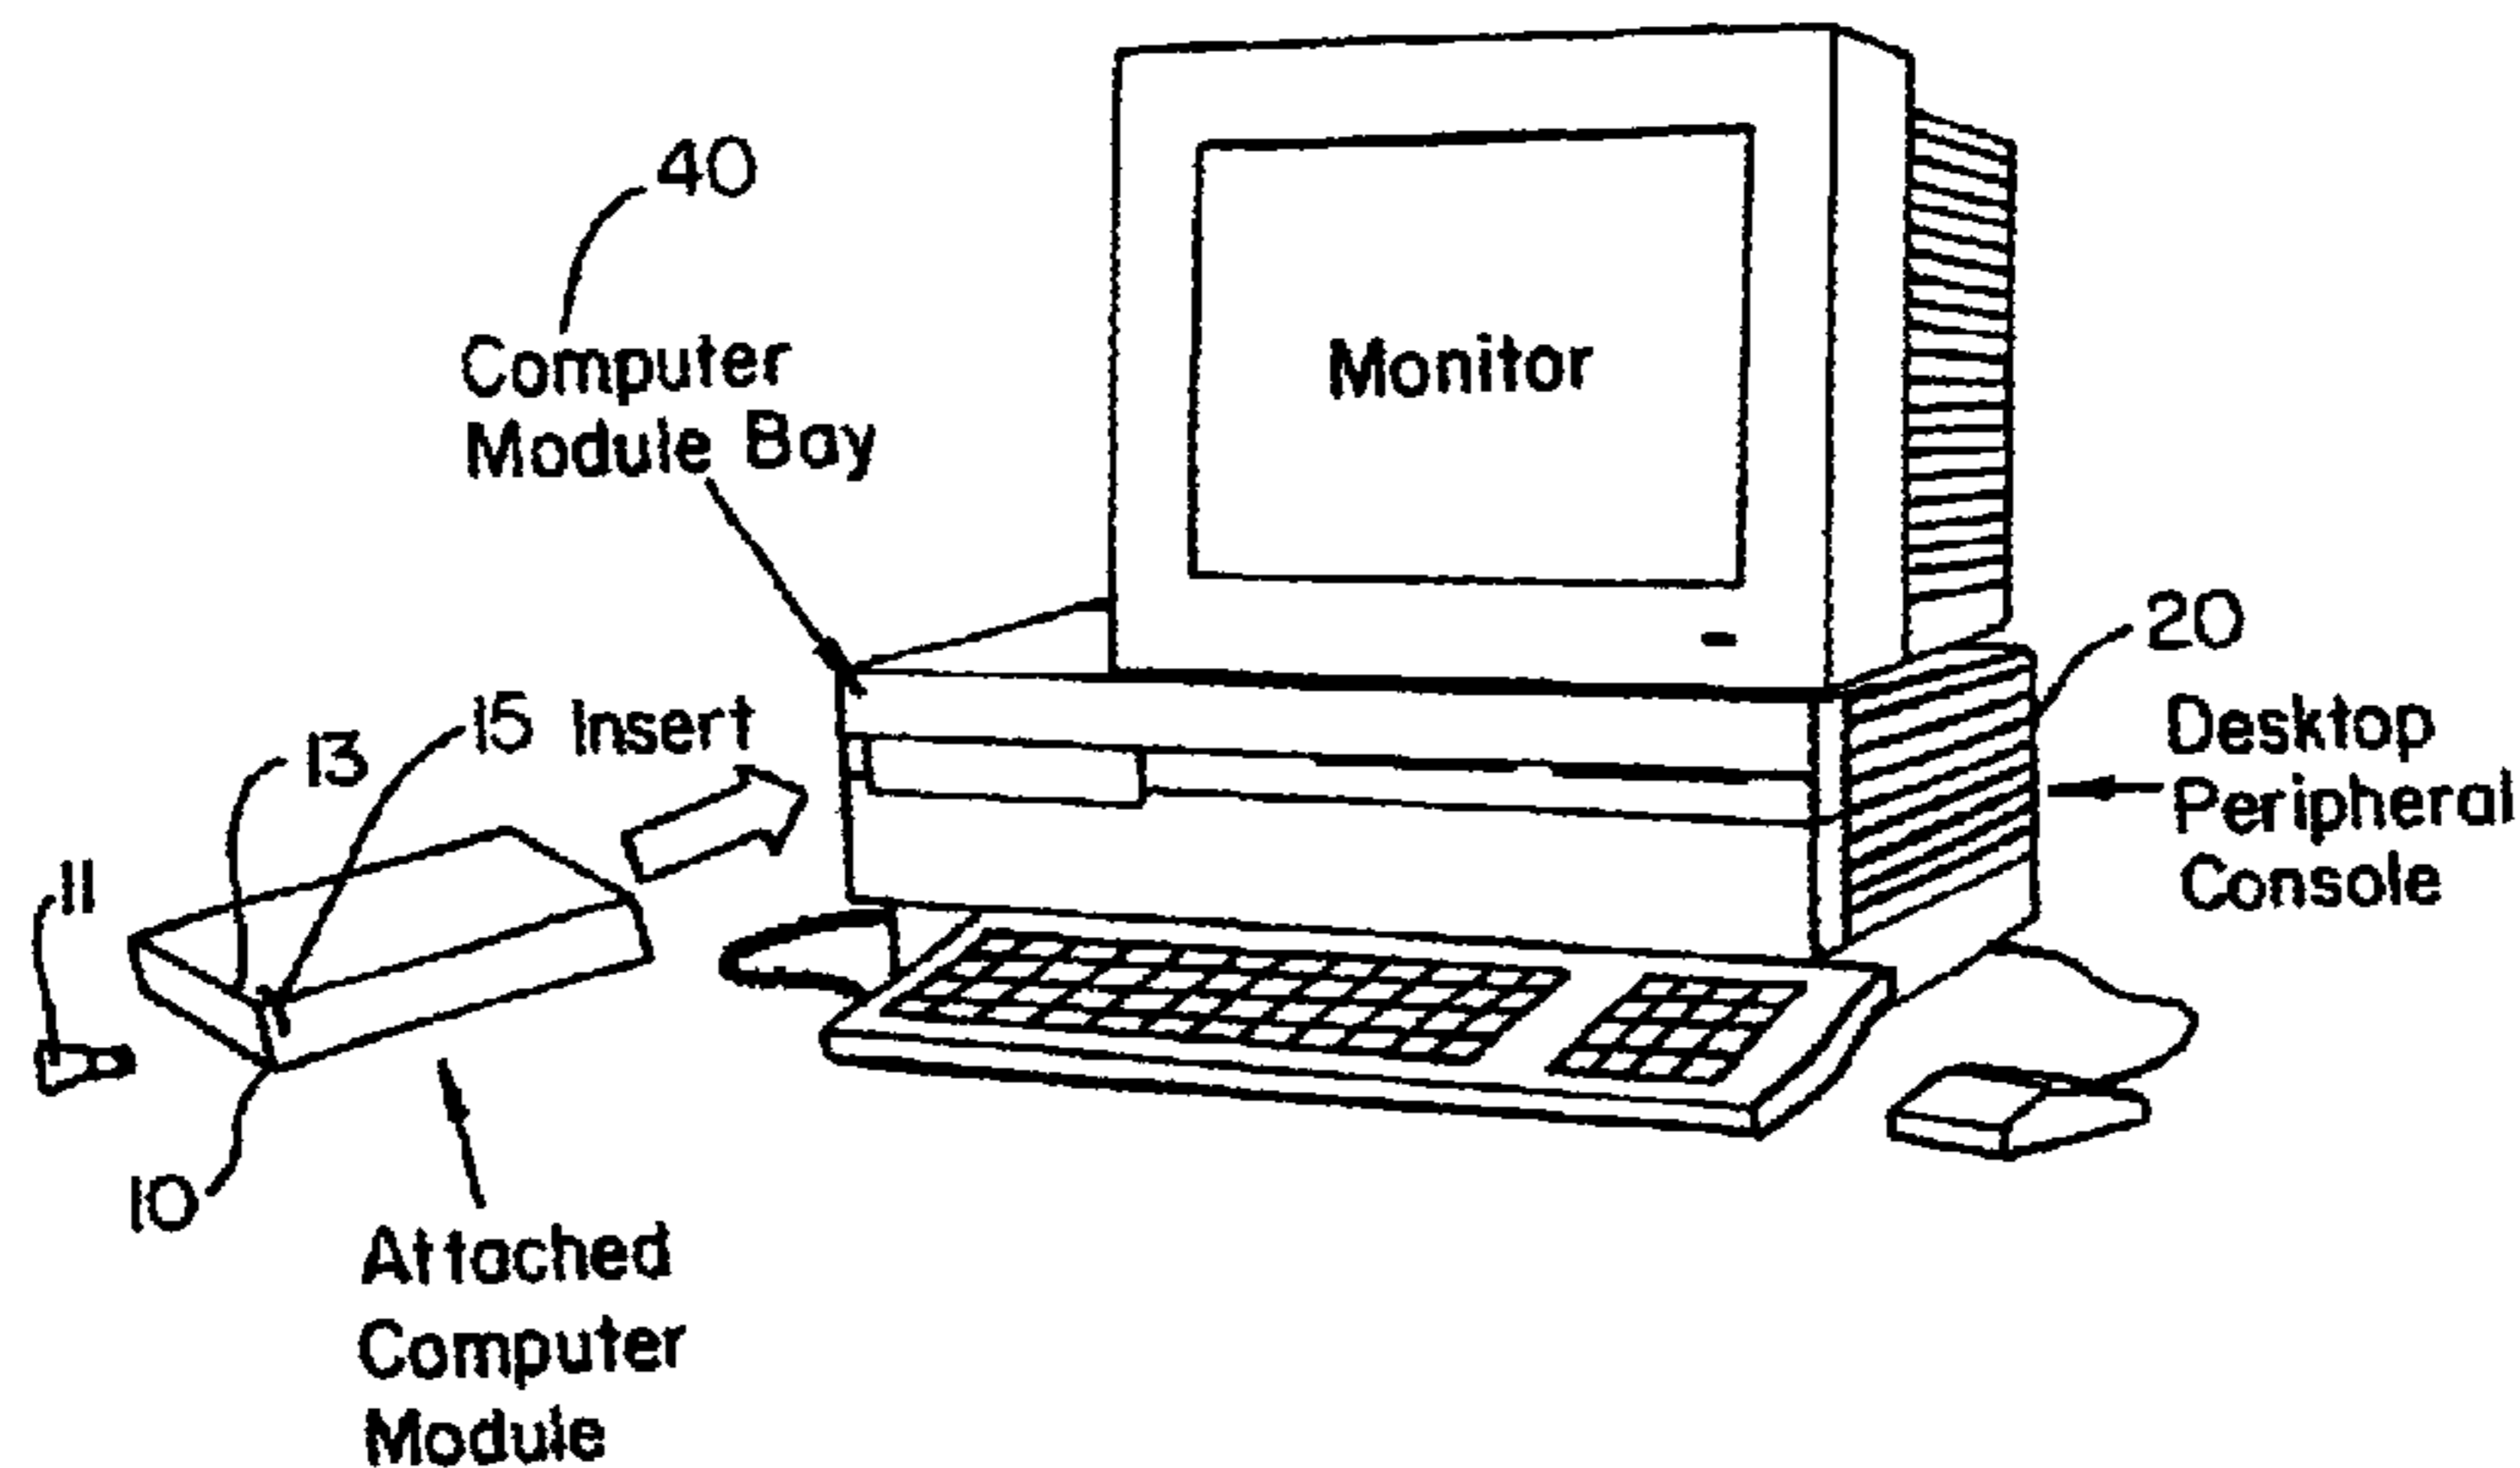 40
Computer
Module Bay
Monitor
20
Desktop
Peripheral
Console
15 Insert
13
11
10
Attached
Computer
Module